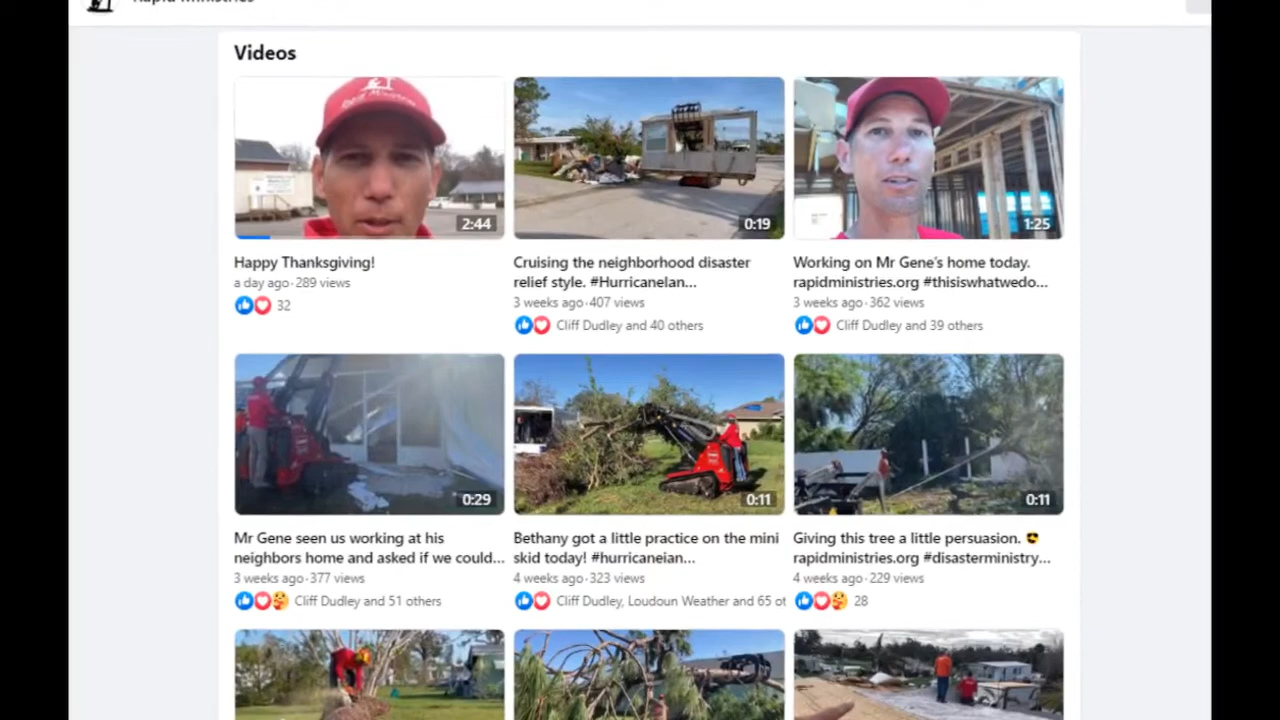 Rapid Ministries
Videos
Rapid Ministries
2:44
0:19
1:25
Happy Thanksgiving!
a day ago·289 views
32
Cruising the neighborhood disaster
relief style. #HurricaneIan...
3 weeks ago·407 views
Cliff Dudley and 40 others
Working on Mr Gene's home today.
rapidministries.org #thisiswhatwedo...
3 weeks ago·362 views
Cliff Dudley and 39 others
0:29
0:11
0:11
Mr Gene seen us working at his
neighbors home and asked if we could...
3 weeks ago·377 views
Cliff Dudley and 51 others
Bethany got a little practice on the mini
skid today! #hurricaneian...
4 weeks ago·323 views
Cliff Dudley, Loudoun Weather and 65 ot
Giving this tree a little persuasion. 😎
rapidministries.org #disasterministry...
4 weeks ago·229 views
28